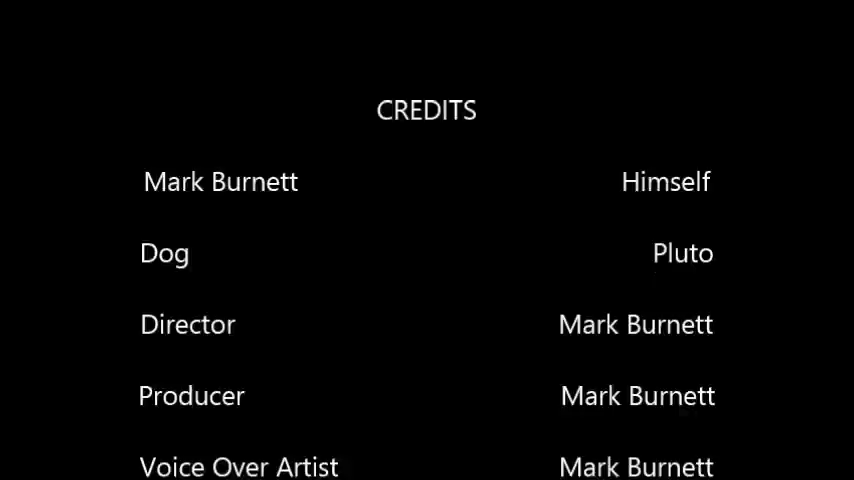 CREDITS
Mark Burnett Himself
Dog Pluto
Director Mark Burnett
Producer Mark Burnett
Voice Over Artist Mark Burnett